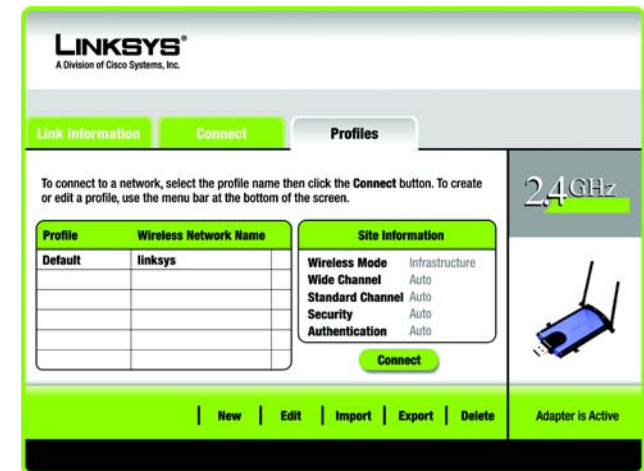 LINKSYS®
A Division of Cisco Systems, Inc.
Link Information
Connect
Profiles
To connect to a network, select the profile name then click the Connect button. To create
or edit a profile, use the menu bar at the bottom of the screen.
2.4GHz
Profile Wireless Network Name
Default linksys
Site Information
Wireless Mode Infrastructure
Wide Channel Auto
Standard Channel Auto
Security Auto
Authentication Auto
Connect
New | Edit | Import | Export | Delete
Adapter is Active